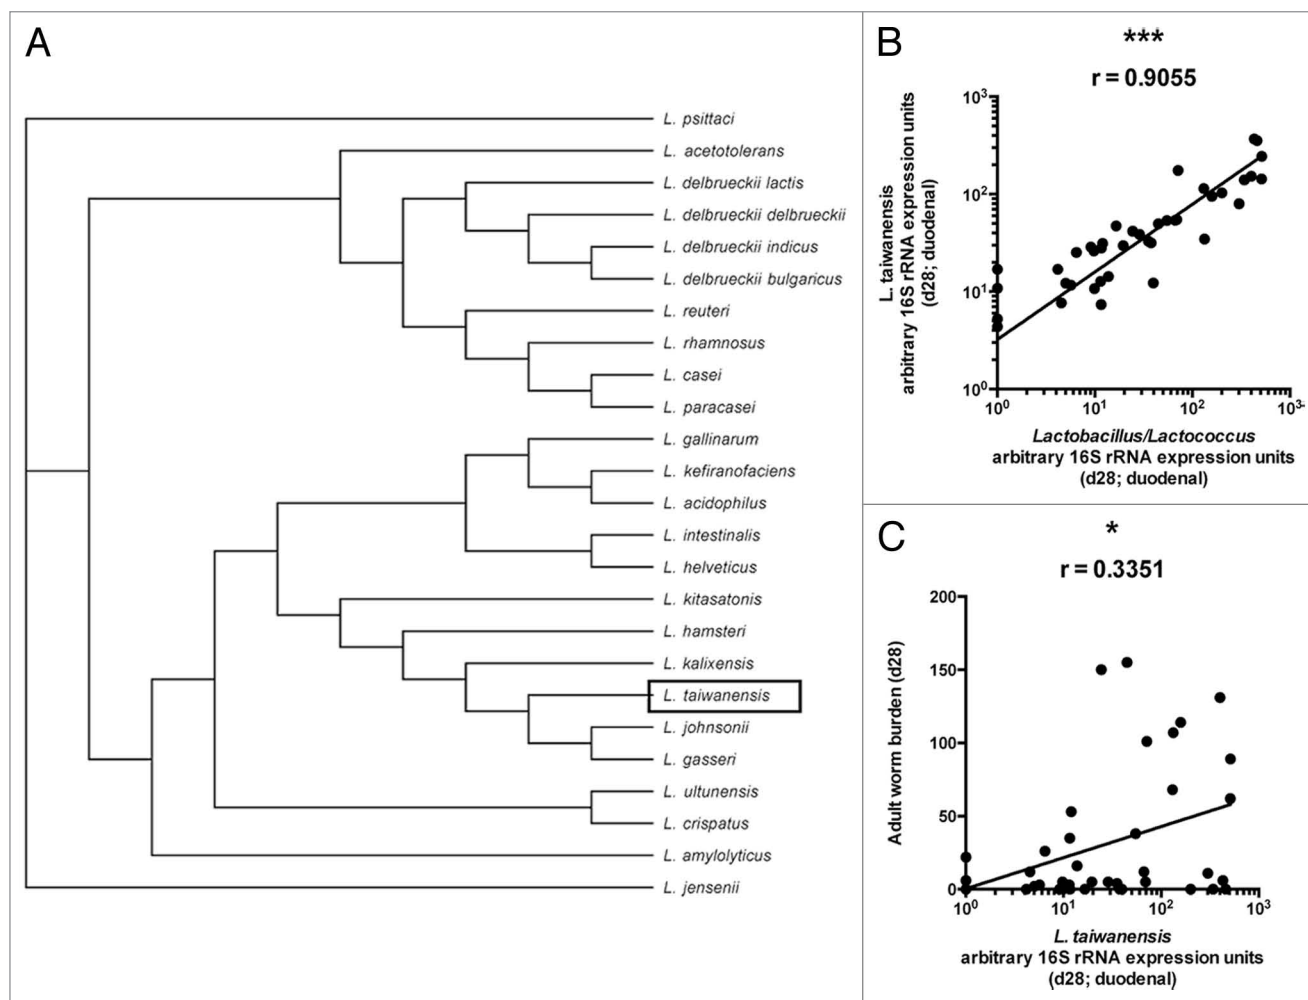 A
L. psittaci
L. acetotolerans
L. delbrueckii lactis
L. delbrueckii delbrueckii
L. delbrueckii indicus
L. delbrueckii bulgaricus
L. reuteri
L. rhamnosus
L. casei
L. paracasei
L. gallinarum
L. kefiranofaciens
L. acidophilus
L. intestinalis
L. helveticus
L. kitasatonis
L. hamsteri
L. kalixensis
L. taiwanensis
L. johnsonii
L. gasseri
L. ultunensis
L. crispatus
L. amylolyticus
L. jensenii
B
***
r = 0.9055
L. taiwanensis
arbitrary 16S rRNA expression units
(d28; duodenal)
10³
10²
10¹
10⁰
10⁰ 10¹ 10² 10³
Lactobacillus/Lactococcus
arbitrary 16S rRNA expression units
(d28; duodenal)
C
*
r = 0.3351
Adult worm burden (d28)
200
150
100
50
0
10⁰ 10¹ 10² 10³
L. taiwanensis
arbitrary 16S rRNA expression units
(d28; duodenal)